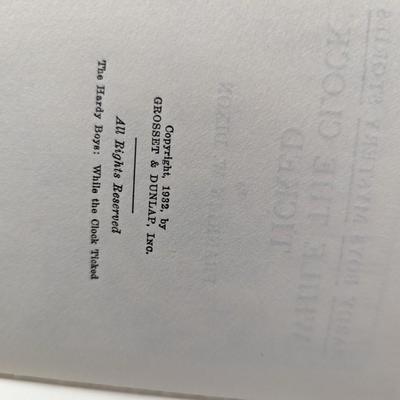 Copyright, 1932, by
GROSSET & DUNLAP, INC.
All Rights Reserved
The Hardy Boys: While the Clock Ticked